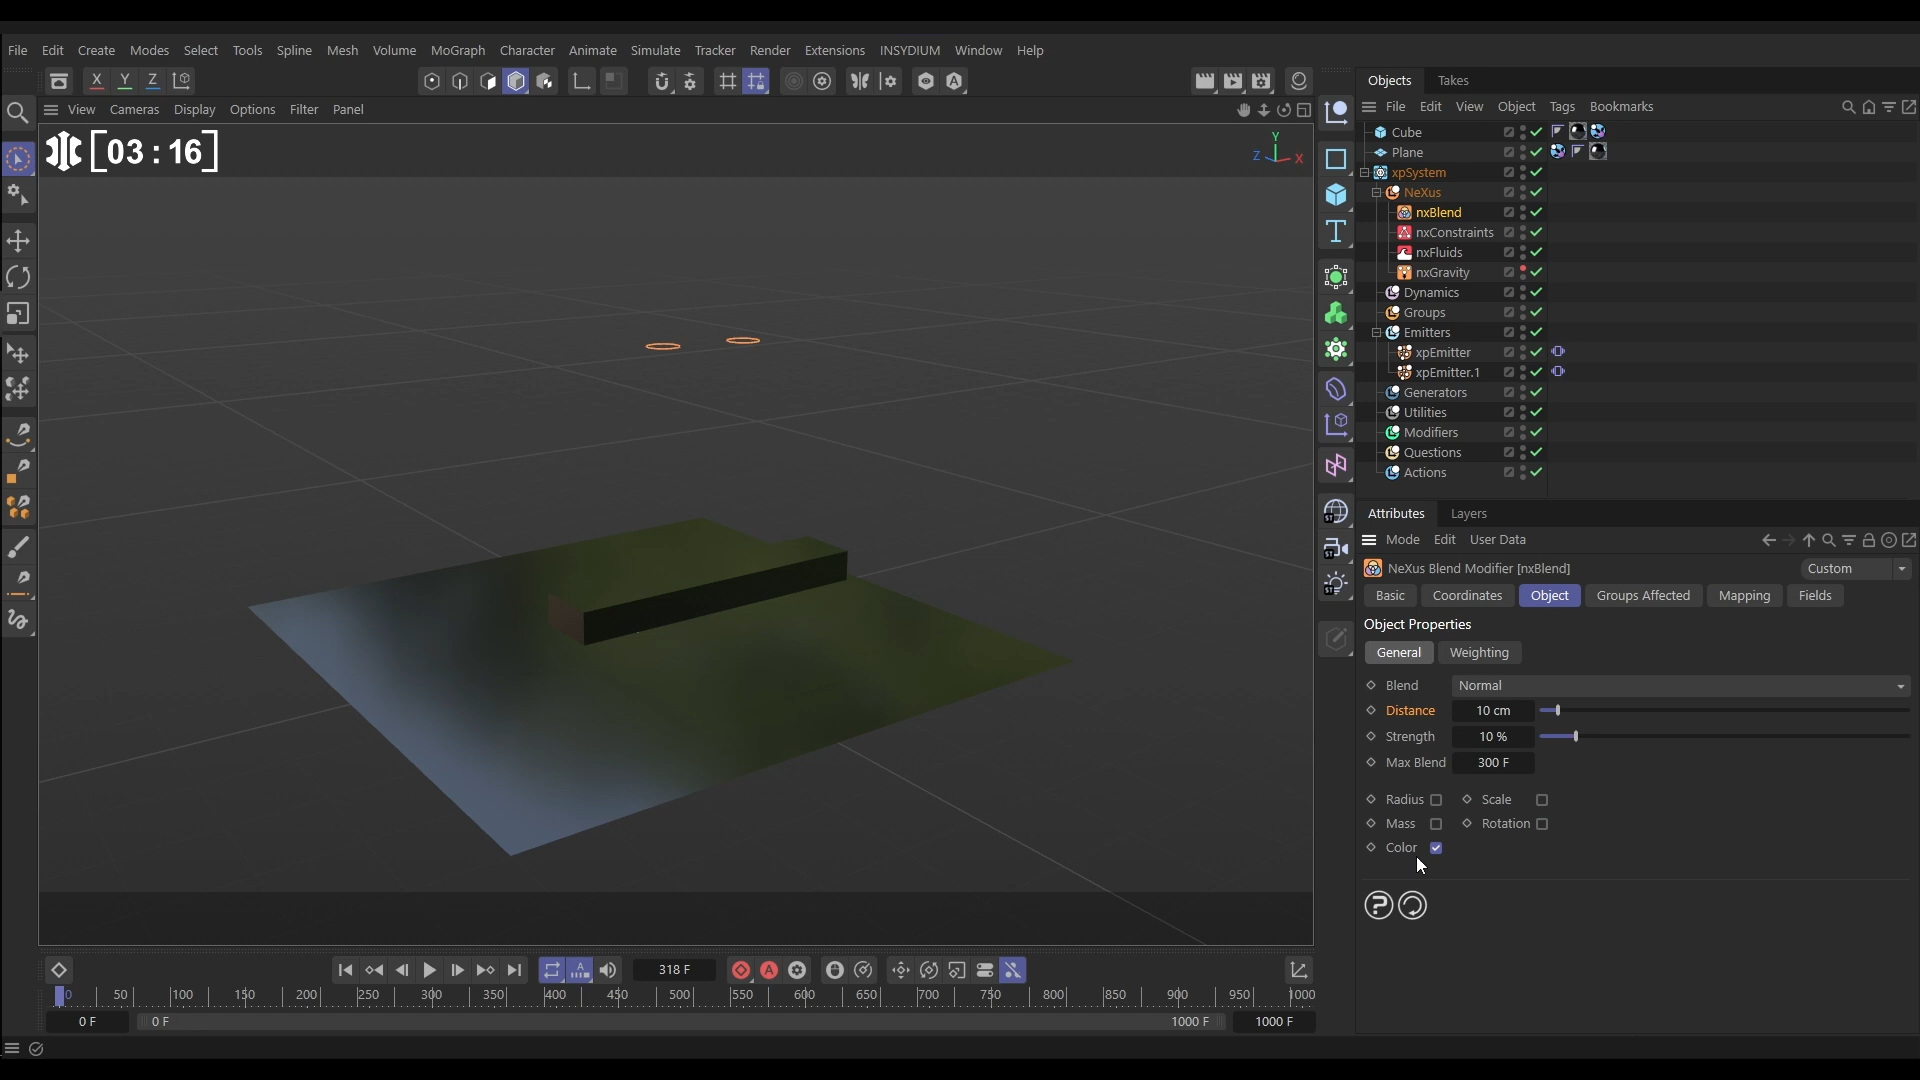 File Edit Create Modes Select Tools Spline Mesh Volume MoGraph Character Animate Simulate Tracker Render Extensions INSYDIUM Window Help
X Y Z
Objects Takes
View Cameras Display Options Filter Panel
File Edit View Object Tags Bookmarks
[03:16]
Y
Z X
Cube
Plane
xpSystem
NeXus
nxBlend
nxConstraints
nxFluids
nxGravity
Dynamics
Groups
Emitters
xpEmitter
xpEmitter.1
Generators
Utilities
Modifiers
Questions
Actions
T
ST
ST
ST
Attributes Layers
Mode Edit User Data
NeXus Blend Modifier [nxBlend] Custom
Basic Coordinates Object Groups Affected Mapping Fields
Object Properties
General Weighting
Blend Normal
Distance 10 cm
Strength 10 %
Max Blend 300 F
Radius Scale
Mass Rotation
Color
?
A 318 F A
0 50 100 150 200 250 300 350 400 450 500 550 600 650 700 750 800 850 900 950 1000
0 F 0 F 1000 F 1000 F